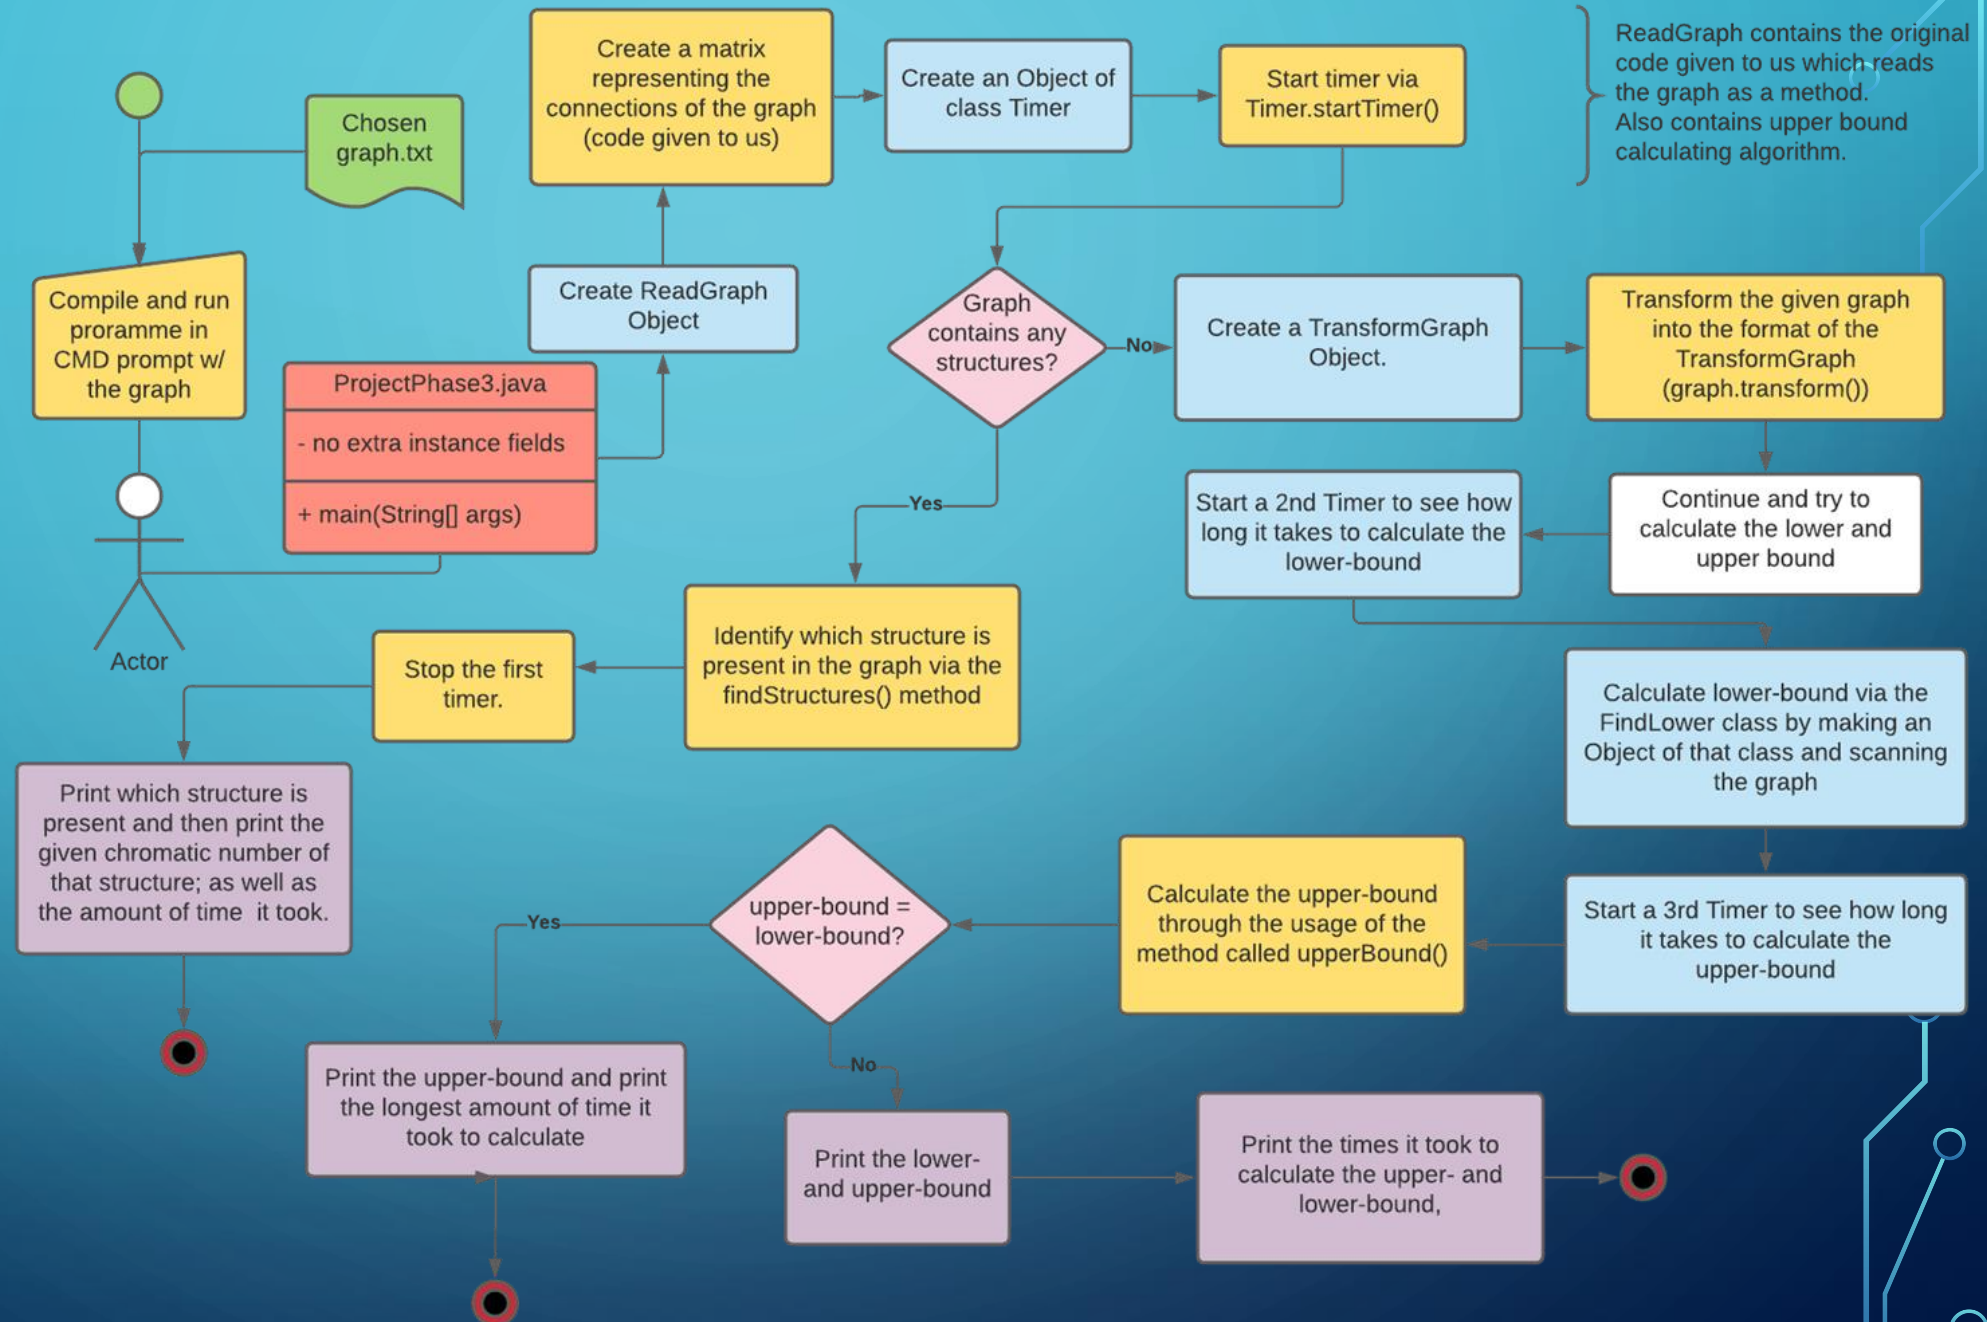 Chosen
graph.txt
Compile and run
proramme in
CMD prompt w/
the graph
Actor
ProjectPhase3.java
- no extra instance fields
+ main(String[] args)
Create ReadGraph
Object
Create a matrix
representing the
connections of the graph
(code given to us)
Create an Object of
class Timer
Start timer via
Timer.startTimer()
ReadGraph contains the original
code given to us which reads
the graph as a method.
Also contains upper bound
calculating algorithm.
Graph
contains any
structures?
No
Create a TransformGraph
Object.
Transform the given graph
into the format of the
TransformGraph
(graph.transform())
Continue and try to
calculate the lower and
upper bound
Start a 2nd Timer to see how
long it takes to calculate the
lower-bound
Yes
Identify which structure is
present in the graph via the
findStructures() method
Stop the first
timer.
Print which structure is
present and then print the
given chromatic number of
that structure; as well as
the amount of time  it took.
Calculate lower-bound via the
FindLower class by making an
Object of that class and scanning
the graph
Start a 3rd Timer to see how long
it takes to calculate the
upper-bound
Calculate the upper-bound
through the usage of the
method called upperBound()
upper-bound =
lower-bound?
Yes
Print the upper-bound and print
the longest amount of time it
took to calculate
No
Print the lower-
and upper-bound
Print the times it took to
calculate the upper- and
lower-bound,